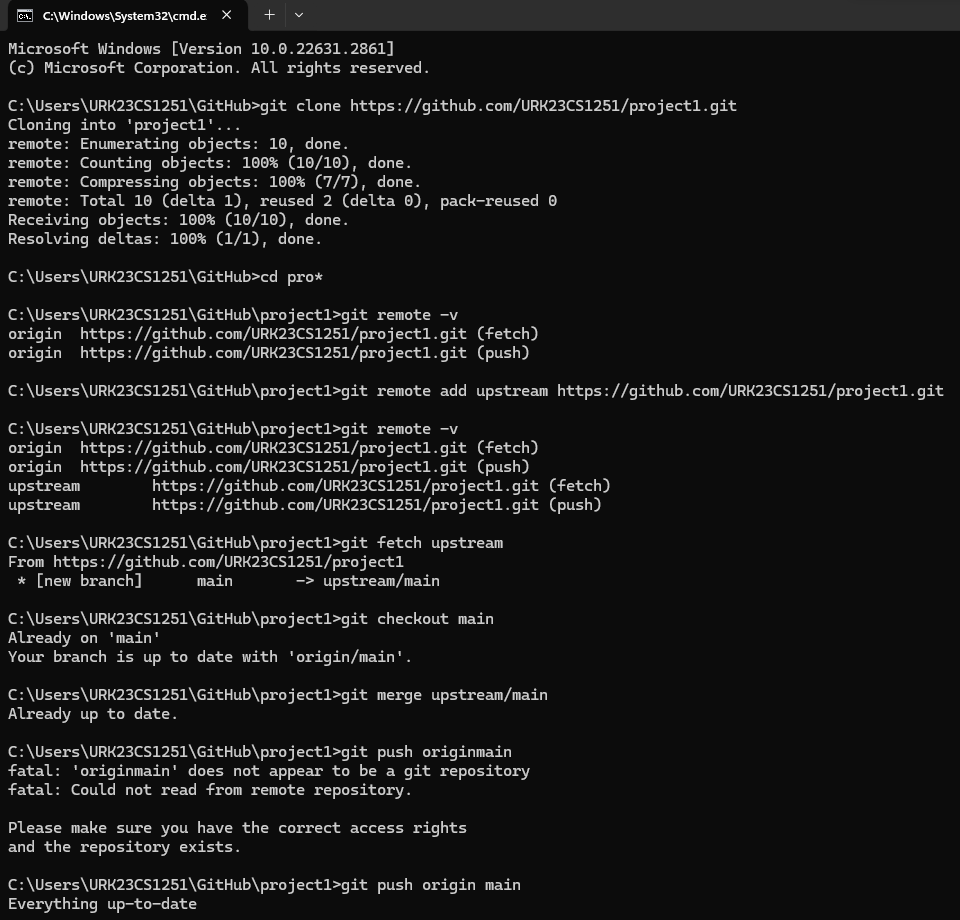 C:\Windows\System32\cmd.e
Microsoft Windows [Version 10.0.22631.2861]
(c) Microsoft Corporation. All rights reserved.
C:\Users\URK23CS1251\GitHub>git clone https://github.com/URK23CS1251/project1.git
Cloning into 'project1'...
remote: Enumerating objects: 10, done.
remote: Counting objects: 100% (10/10), done.
remote: Compressing objects: 100% (7/7), done.
remote: Total 10 (delta 1), reused 2 (delta 0), pack-reused 0
Receiving objects: 100% (10/10), done.
Resolving deltas: 100% (1/1), done.
C:\Users\URK23CS1251\GitHub>cd pro*
C:\Users\URK23CS1251\GitHub\project1>git remote -v
origin  https://github.com/URK23CS1251/project1.git (fetch)
origin  https://github.com/URK23CS1251/project1.git (push)
C:\Users\URK23CS1251\GitHub\project1>git remote add upstream https://github.com/URK23CS1251/project1.git
C:\Users\URK23CS1251\GitHub\project1>git remote -v
origin  https://github.com/URK23CS1251/project1.git (fetch)
origin  https://github.com/URK23CS1251/project1.git (push)
upstream        https://github.com/URK23CS1251/project1.git (fetch)
upstream        https://github.com/URK23CS1251/project1.git (push)
C:\Users\URK23CS1251\GitHub\project1>git fetch upstream
From https://github.com/URK23CS1251/project1
 * [new branch]      main       -> upstream/main
C:\Users\URK23CS1251\GitHub\project1>git checkout main
Already on 'main'
Your branch is up to date with 'origin/main'.
C:\Users\URK23CS1251\GitHub\project1>git merge upstream/main
Already up to date.
C:\Users\URK23CS1251\GitHub\project1>git push originmain
fatal: 'originmain' does not appear to be a git repository
fatal: Could not read from remote repository.
Please make sure you have the correct access rights
and the repository exists.
C:\Users\URK23CS1251\GitHub\project1>git push origin main
Everything up-to-date